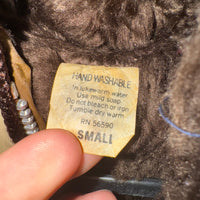 HAND WASHABLE
In lukewarm water
Use mild soap
Do not bleach or iron
Tumble dry warm
RN 56590
SMALL